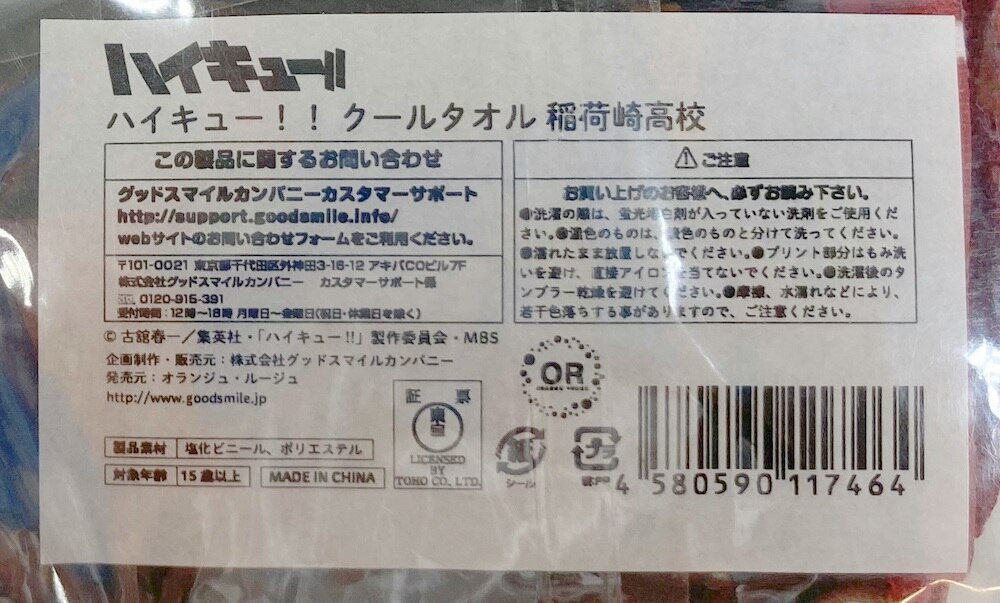 ハイキュー!!
ハイキュー!! クールタオル 稲荷崎高校
この製品に関するお問い合わせ
グッドスマイルカンパニーカスタマーサポート
http://support.goodsmile.info/
webサイトのお問い合わせフォームをご利用ください。
〒101-0021 東京都千代田区外神田3-16-12 アキバCOビル7F
株式会社グッドスマイルカンパニー カスタマーサポート係
TEL 0120-915-391
受付時間:12時〜18時 月曜日〜金曜日(祝日・休業日を除く)
⚠ご注意
お買い上げのお客様へ、必ずお読み下さい。
●洗濯の際は、蛍光増白剤が入っていない洗剤をご使用くだ
さい。●濃色のものは、淡色のものと分けて洗ってください。
●濡れたまま放置しないでください。●プリント部分はもみ洗
いを避け、直接アイロンを当てないでください。●洗濯後のタ
ンブラー乾燥を避けてください。●摩擦、水濡れなどにより、
若干色落ちする事がありますので、ご注意ください。
© 古舘春一/集英社・「ハイキュー!!」製作委員会・MBS
企画制作・販売元:株式会社グッドスマイルカンパニー
発売元:オランジュ・ルージュ
http://www.goodsmile.jp
製品素材 塩化ビニール、ポリエステル
対象年齢 15歳以上 MADE IN CHINA
証 票
東宝
LICENSED
BY
TOHO CO., LTD.
OR
紙
シール
プラ
袋:PP
4 580590 117464